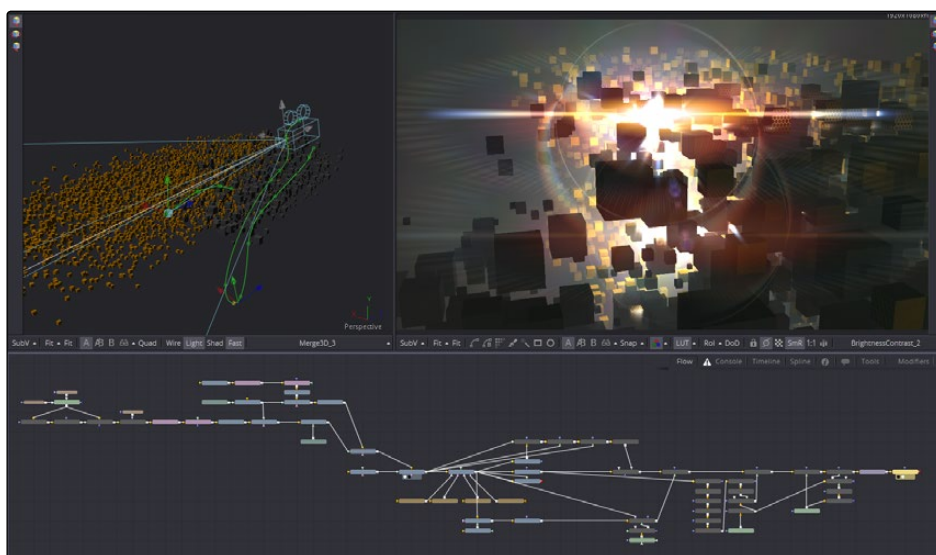 1920x1080xfl
Perspective
SubV Fit Fit A A/B B Quad Wire Light Shad Fast Merge3D_3
SubV Fit Fit A A/B B Snap LUT RoI DoD SmR 1:1 BrightnessContrast_2
Flow Console Timeline Spline Tools Modifiers